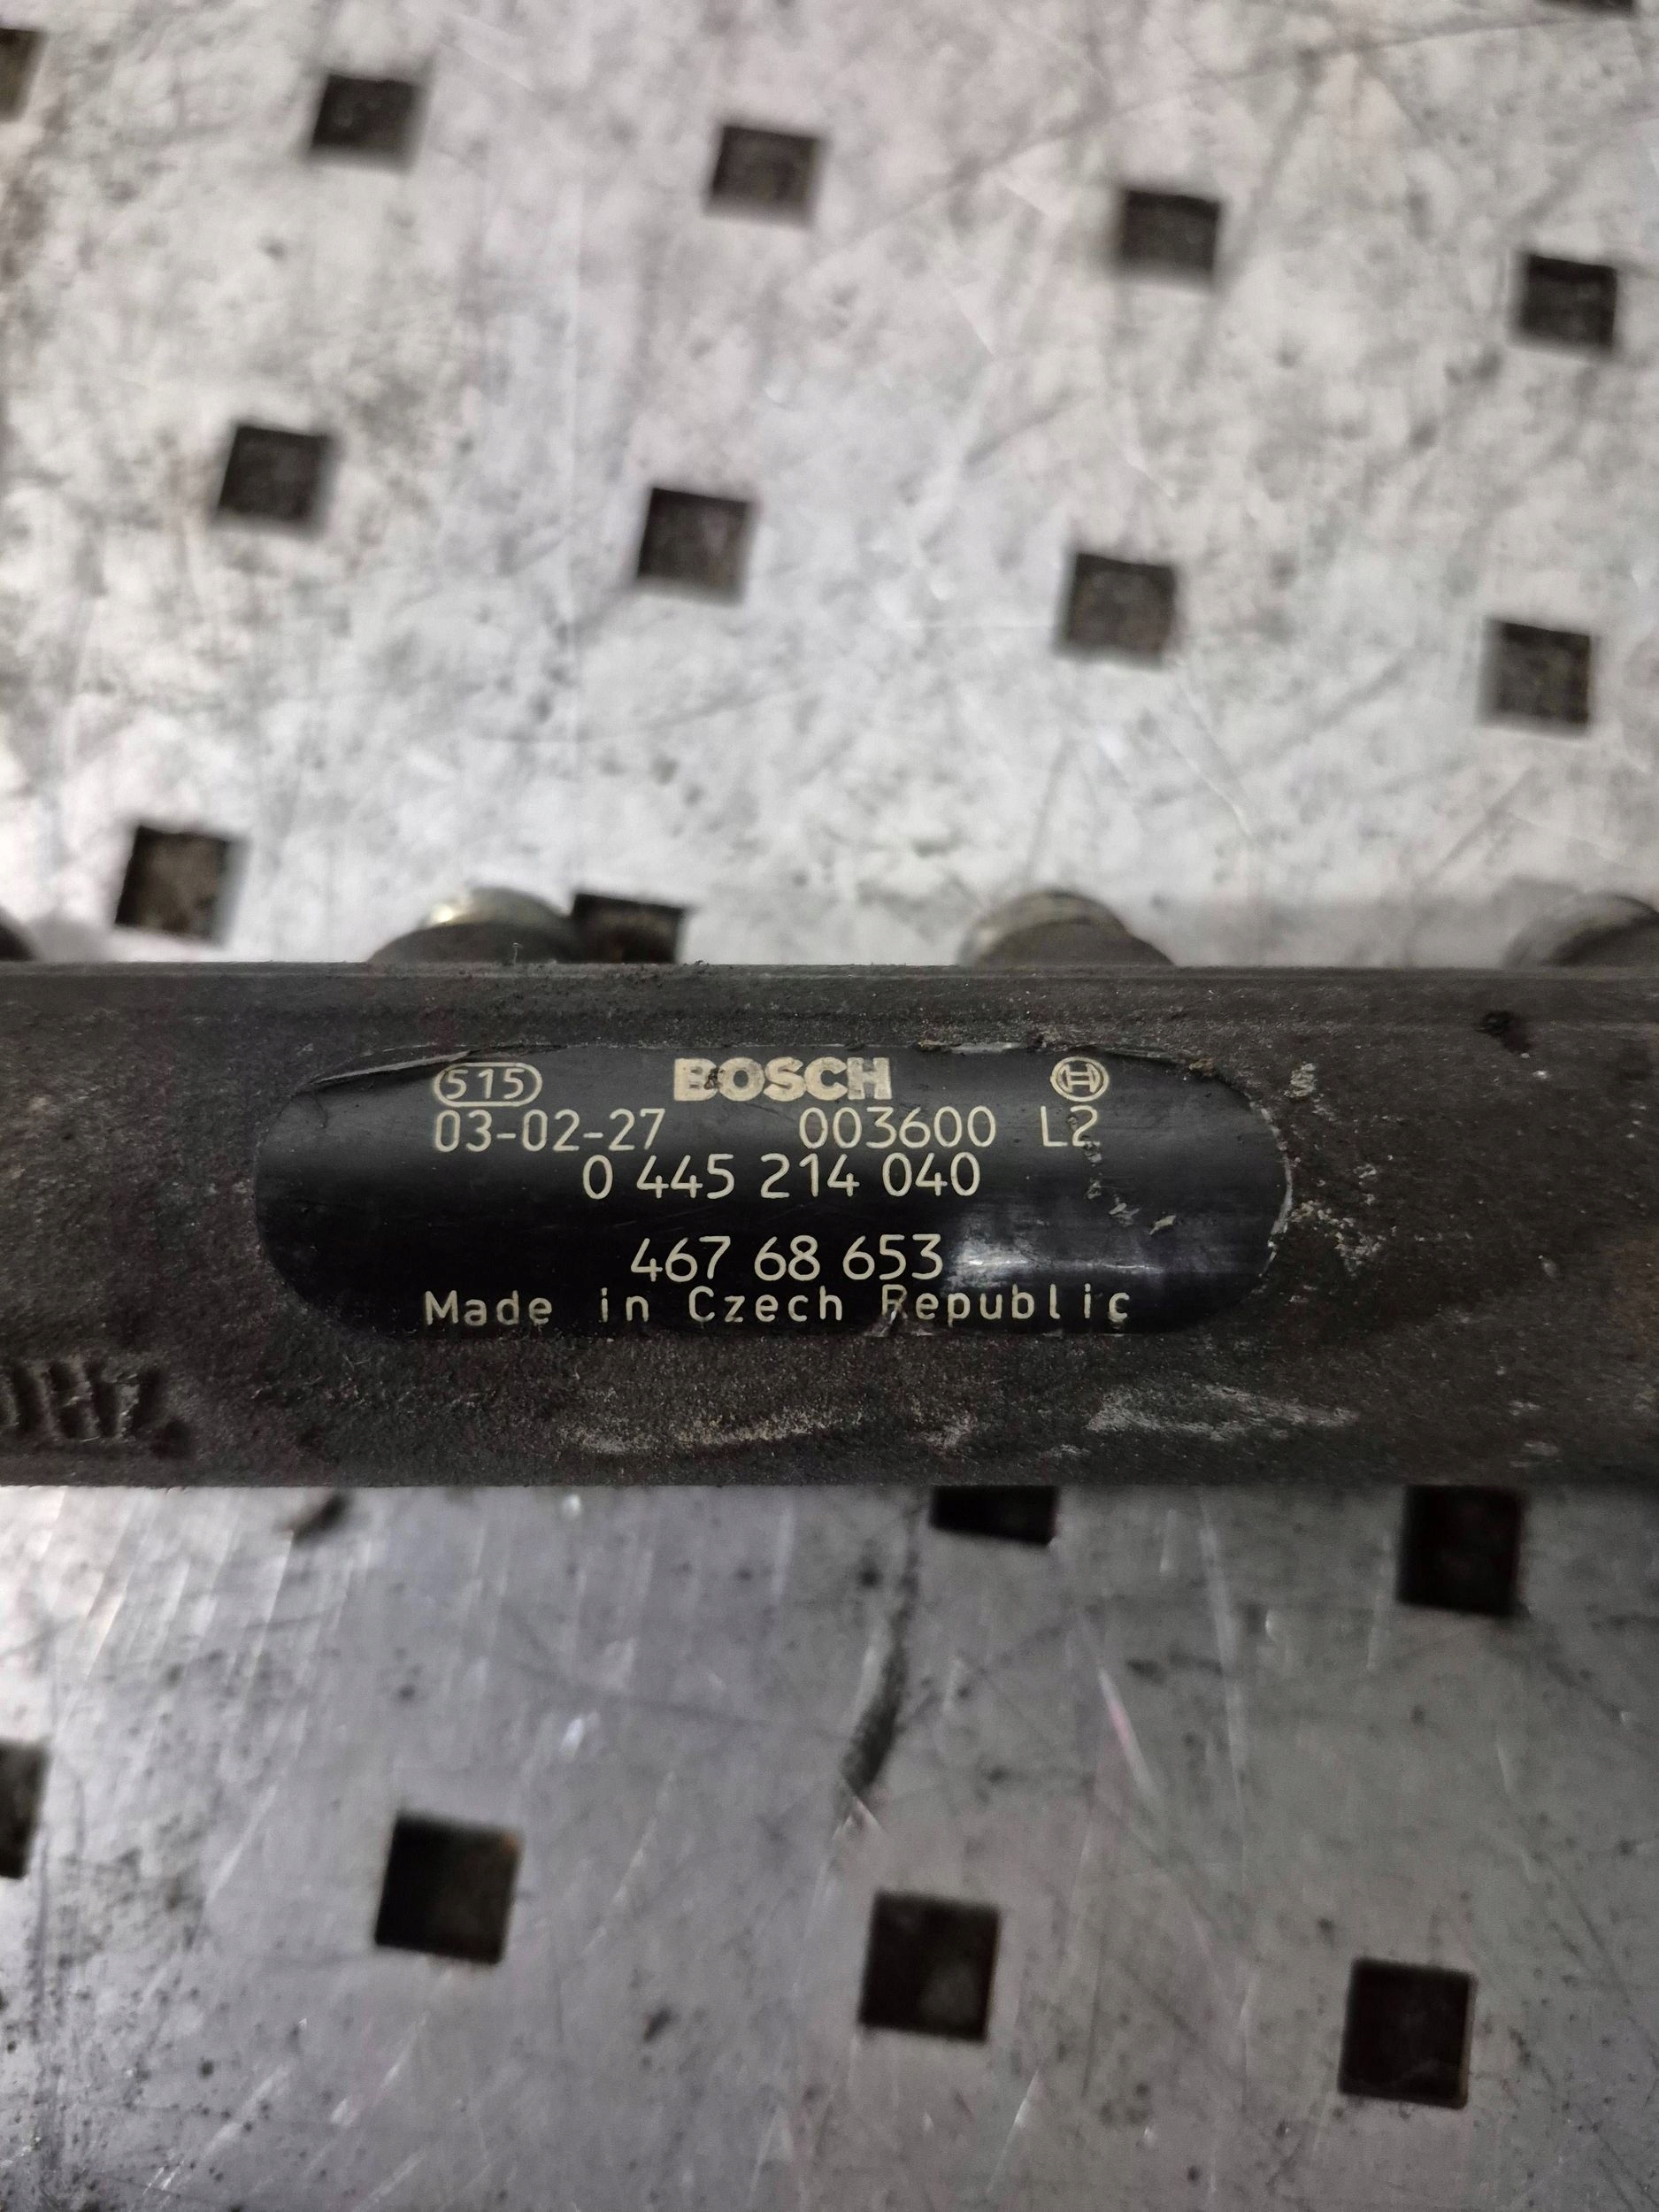 515 BOSCH
03-02-27 003600 L2
0 445 214 040
467 68 653
Made in Czech Republic